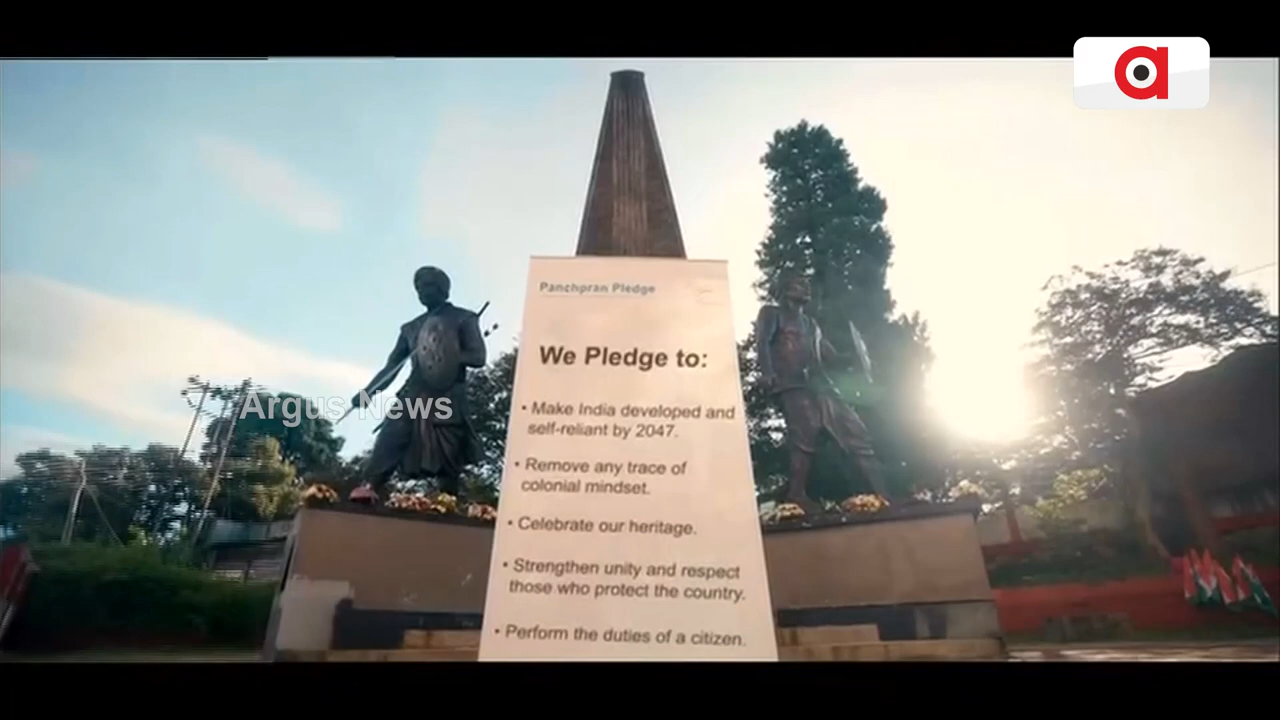 a
Panchpran Pledge
We Pledge to:
• Make India developed and
self-reliant by 2047.
Argus News
• Remove any trace of
colonial mindset.
• Celebrate our heritage.
• Strengthen unity and respect
those who protect the country.
• Perform the duties of a citizen.